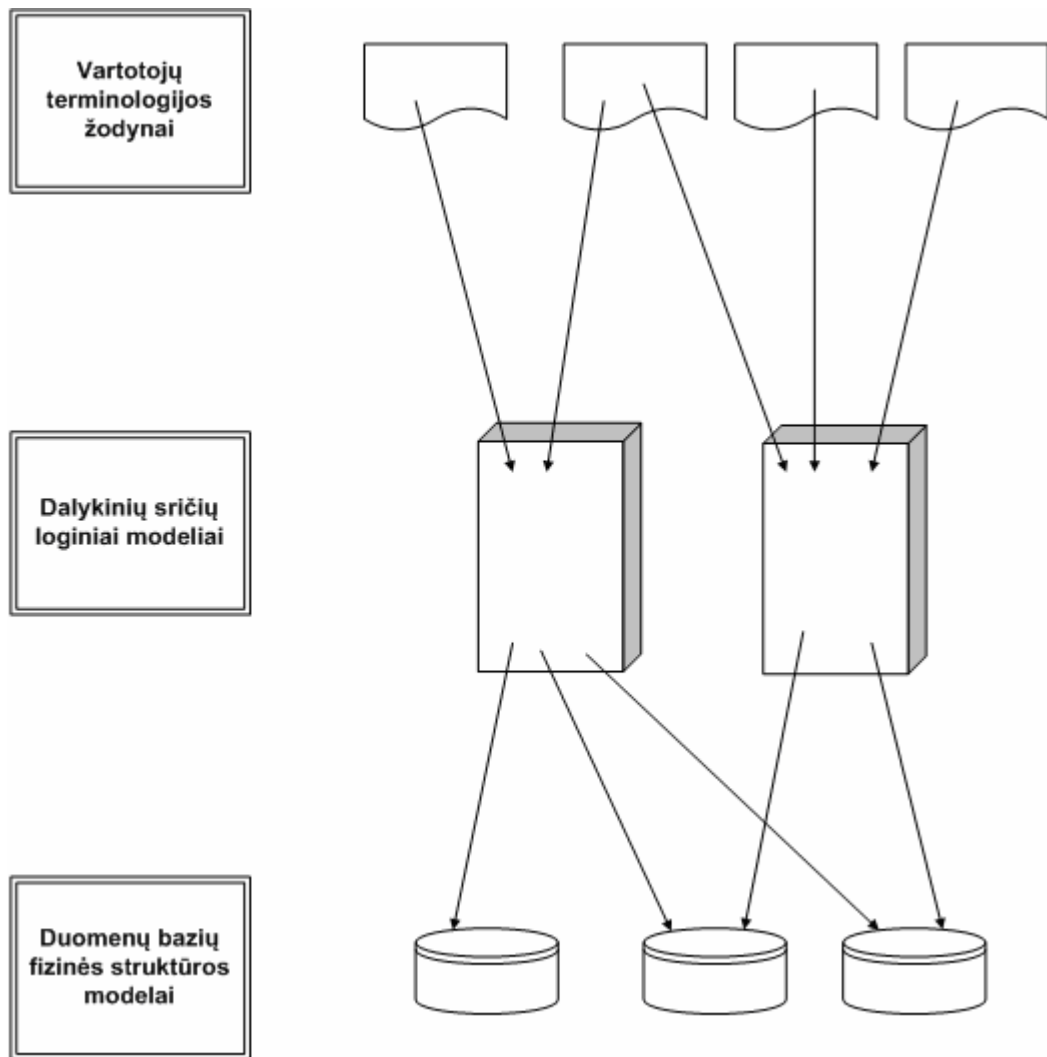 Vartotojų
terminologijos
žodynai
Dalykinių sričių
loginiai modeliai
Duomenų bazių
fizinės struktūros
modelai